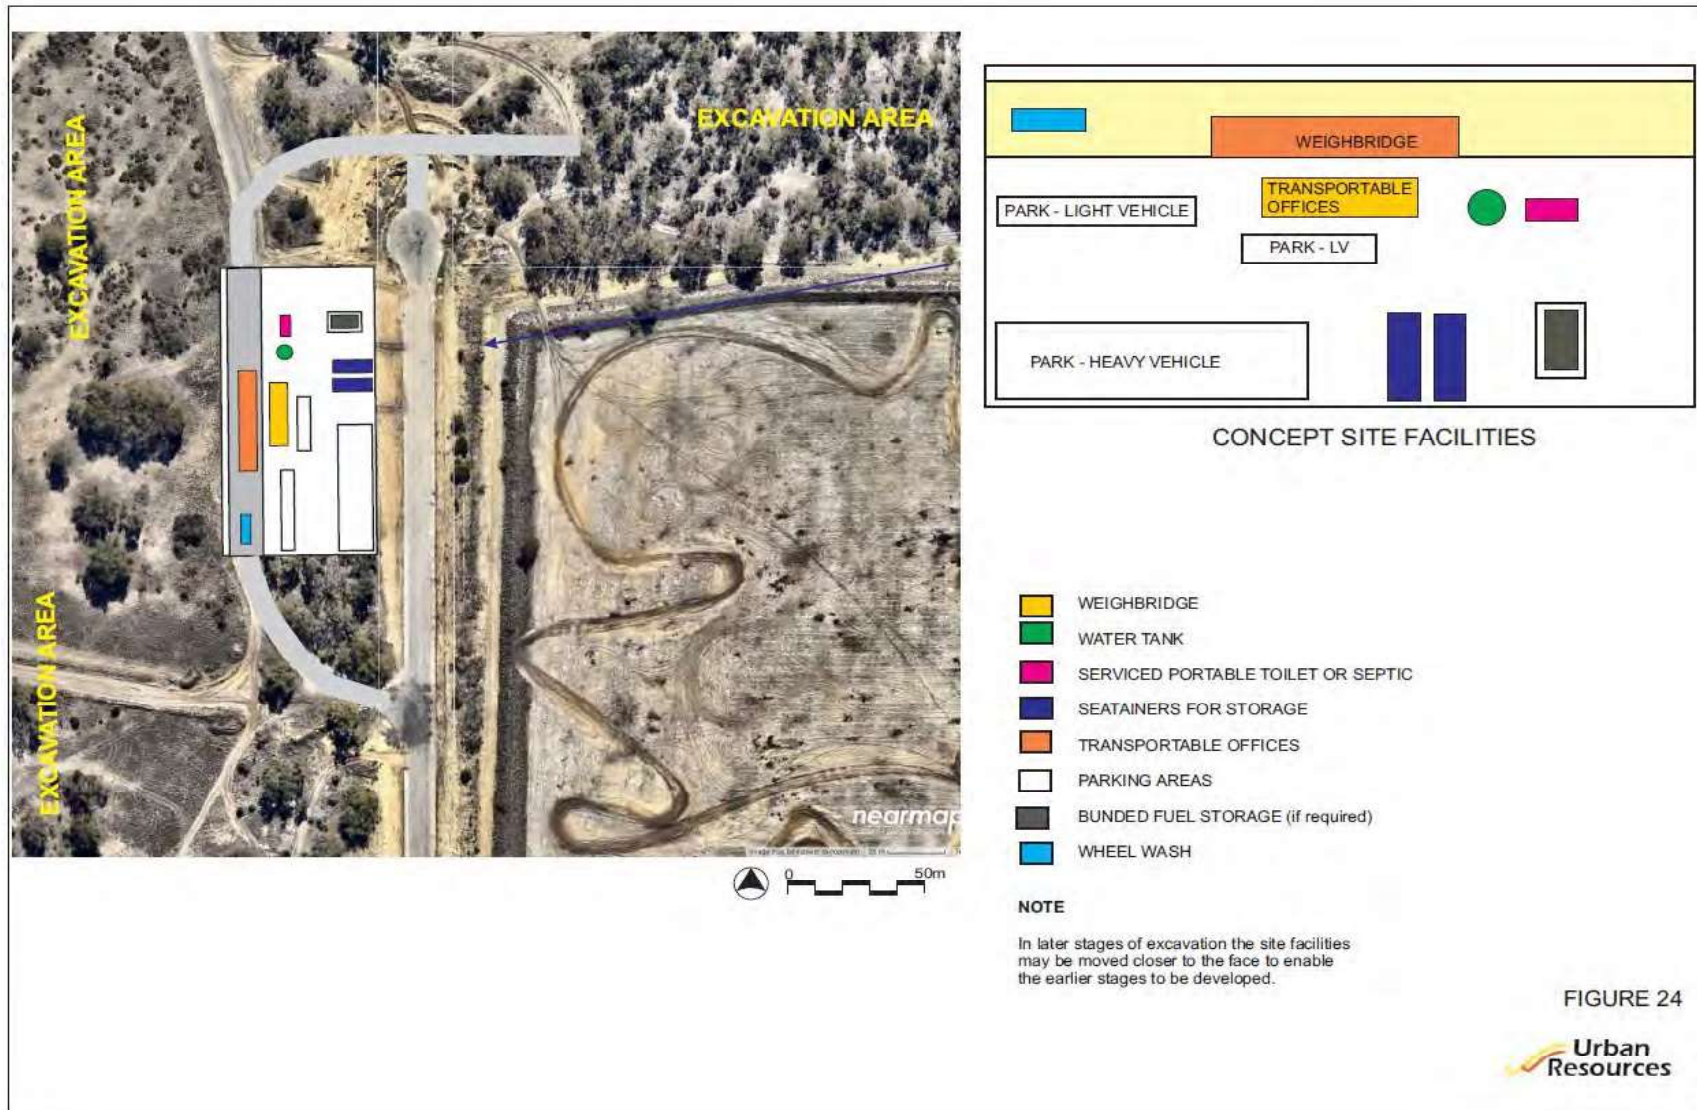 EXCAVATION AREA
EXCAVATION AREA
EXCAVATION AREA
nearmap
0 50m
WEIGHBRIDGE
TRANSPORTABLE
OFFICES
PARK - LIGHT VEHICLE
PARK - LV
PARK - HEAVY VEHICLE
CONCEPT SITE FACILITIES
WEIGHBRIDGE
WATER TANK
SERVICED PORTABLE TOILET OR SEPTIC
SEATAINERS FOR STORAGE
TRANSPORTABLE OFFICES
PARKING AREAS
BUNDED FUEL STORAGE (if required)
WHEEL WASH
NOTE
In later stages of excavation the site facilities
may be moved closer to the face to enable
the earlier stages to be developed.
FIGURE 24
Urban
Resources